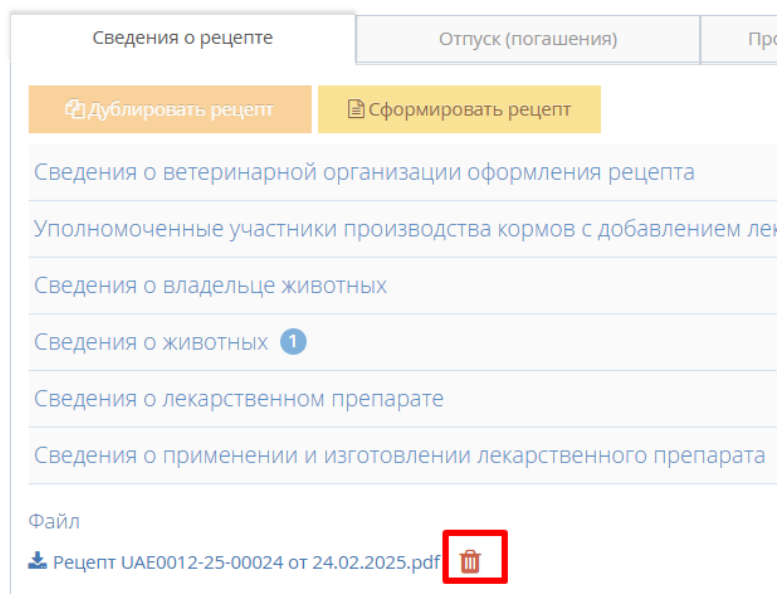 Сведения о рецепте
Отпуск (погашения)
Дублировать рецепт
Сформировать рецепт
Сведения о ветеринарной организации оформления рецепта
Уполномоченные участники производства кормов с добавлением
Сведения о владельце животных
Сведения о животных 1
Сведения о лекарственном препарате
Сведения о применении и изготовлении лекарственного препарата
Файл
Рецепт UAE0012-25-00024 от 24.02.2025.pdf